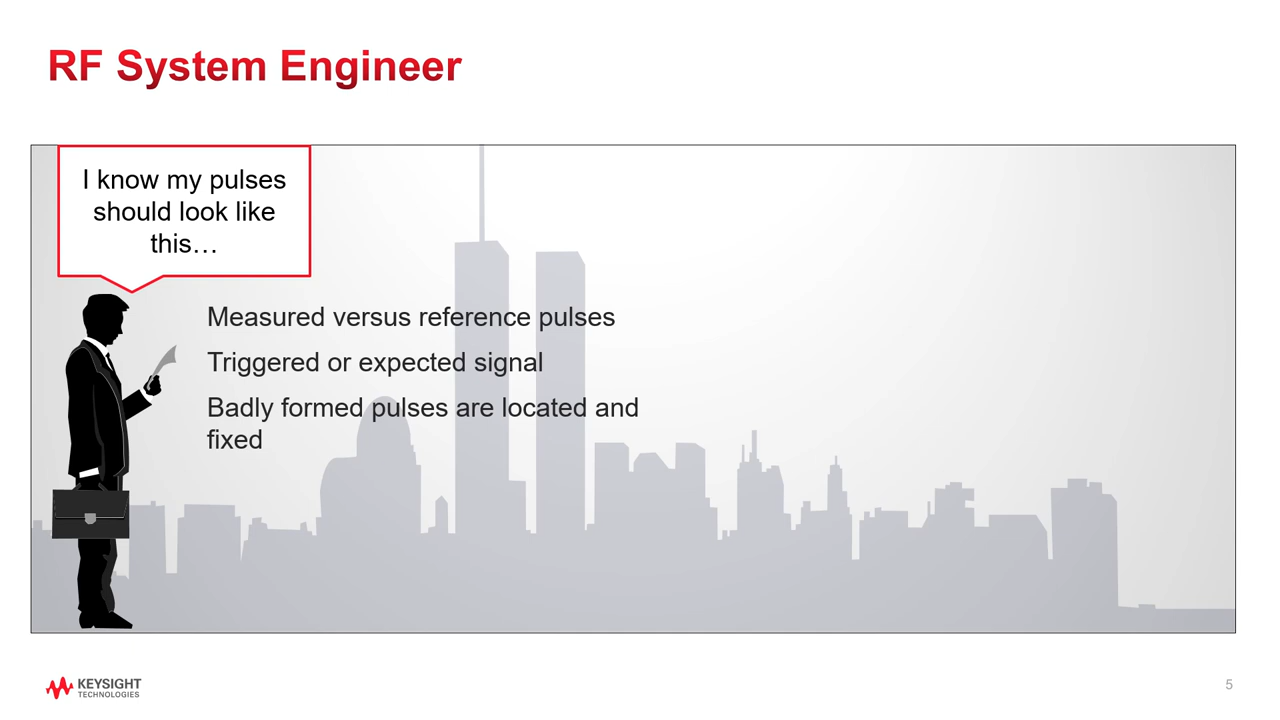 RF System Engineer
I know my pulses
should look like
this…
Measured versus reference pulses
Triggered or expected signal
Badly formed pulses are located and
fixed
KEYSIGHT
TECHNOLOGIES
5